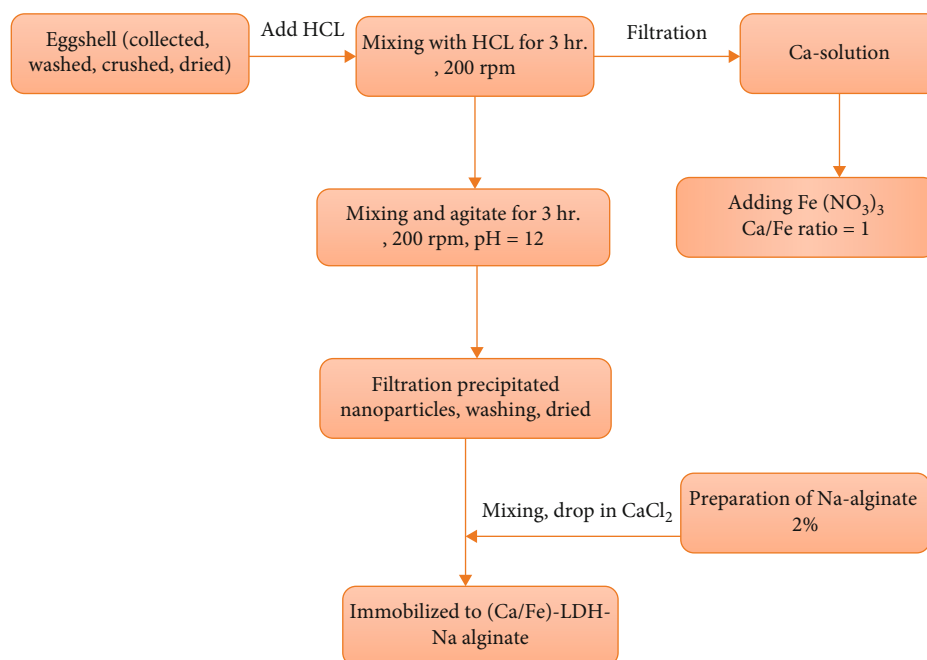 Eggshell (collected,
washed, crushed, dried)
Add HCL
Mixing with HCL for 3 hr.
, 200 rpm
Filtration
Ca-solution
Adding Fe (NO₃)₃
Ca/Fe ratio = 1
Mixing and agitate for 3 hr.
, 200 rpm, pH = 12
Filtration precipitated
nanoparticles, washing, dried
Mixing, drop in CaCl₂
Preparation of Na-alginate
2%
Immobilized to (Ca/Fe)-LDH-
Na alginate